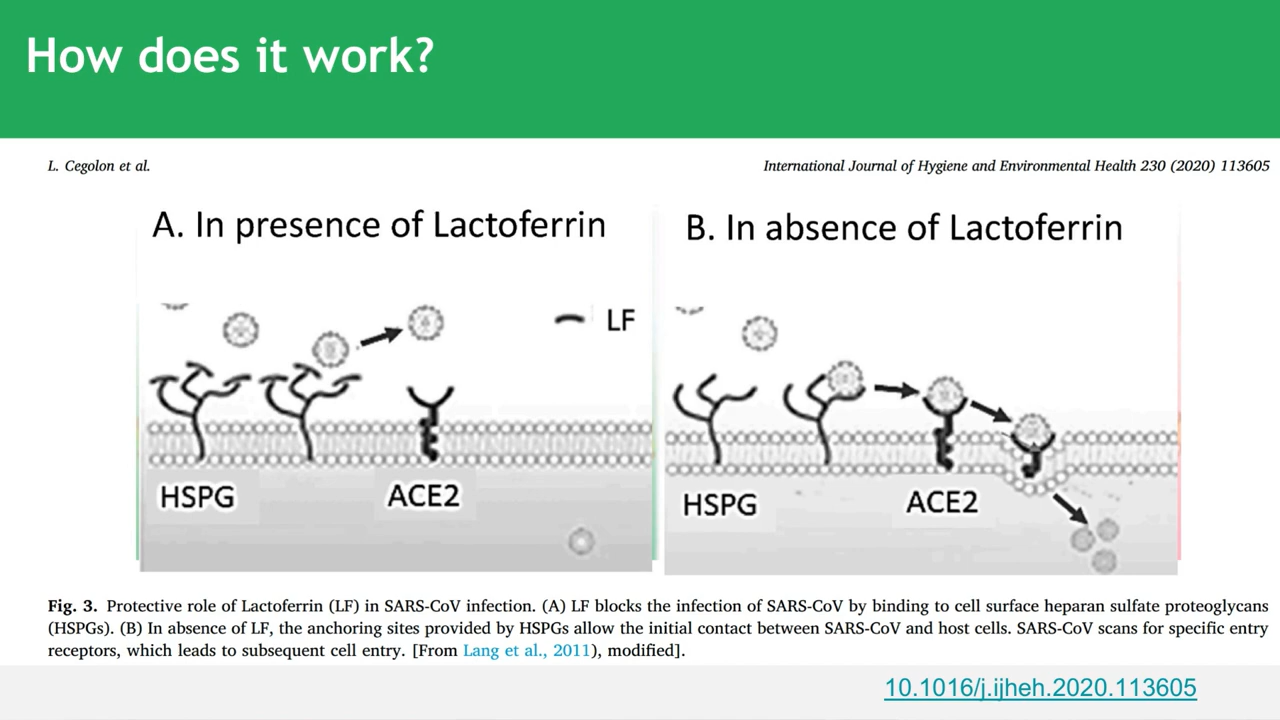 How does it work?
L. Cegolon et al.
International Journal of Hygiene and Environmental Health 230 (2020) 113605
A. In presence of Lactoferrin
LF
HSPG
ACE2
B. In absence of Lactoferrin
HSPG
ACE2
Fig. 3. Protective role of Lactoferrin (LF) in SARS-CoV infection. (A) LF blocks the infection of SARS-CoV by binding to cell surface heparan sulfate proteoglycans
(HSPGs). (B) In absence of LF, the anchoring sites provided by HSPGs allow the initial contact between SARS-CoV and host cells. SARS-CoV scans for specific entry
receptors, which leads to subsequent cell entry. [From Lang et al., 2011), modified].
10.1016/j.ijheh.2020.113605